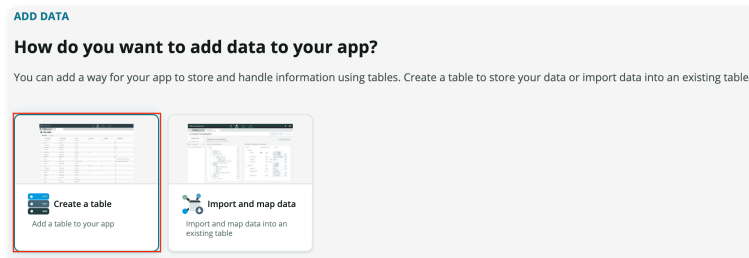 ADD DATA
How do you want to add data to your app?
You can add a way for your app to store and handle information using tables. Create a table to store your data or import data into an existing table
Create a table
Add a table to your app
Import and map data
Import and map data into an
existing table